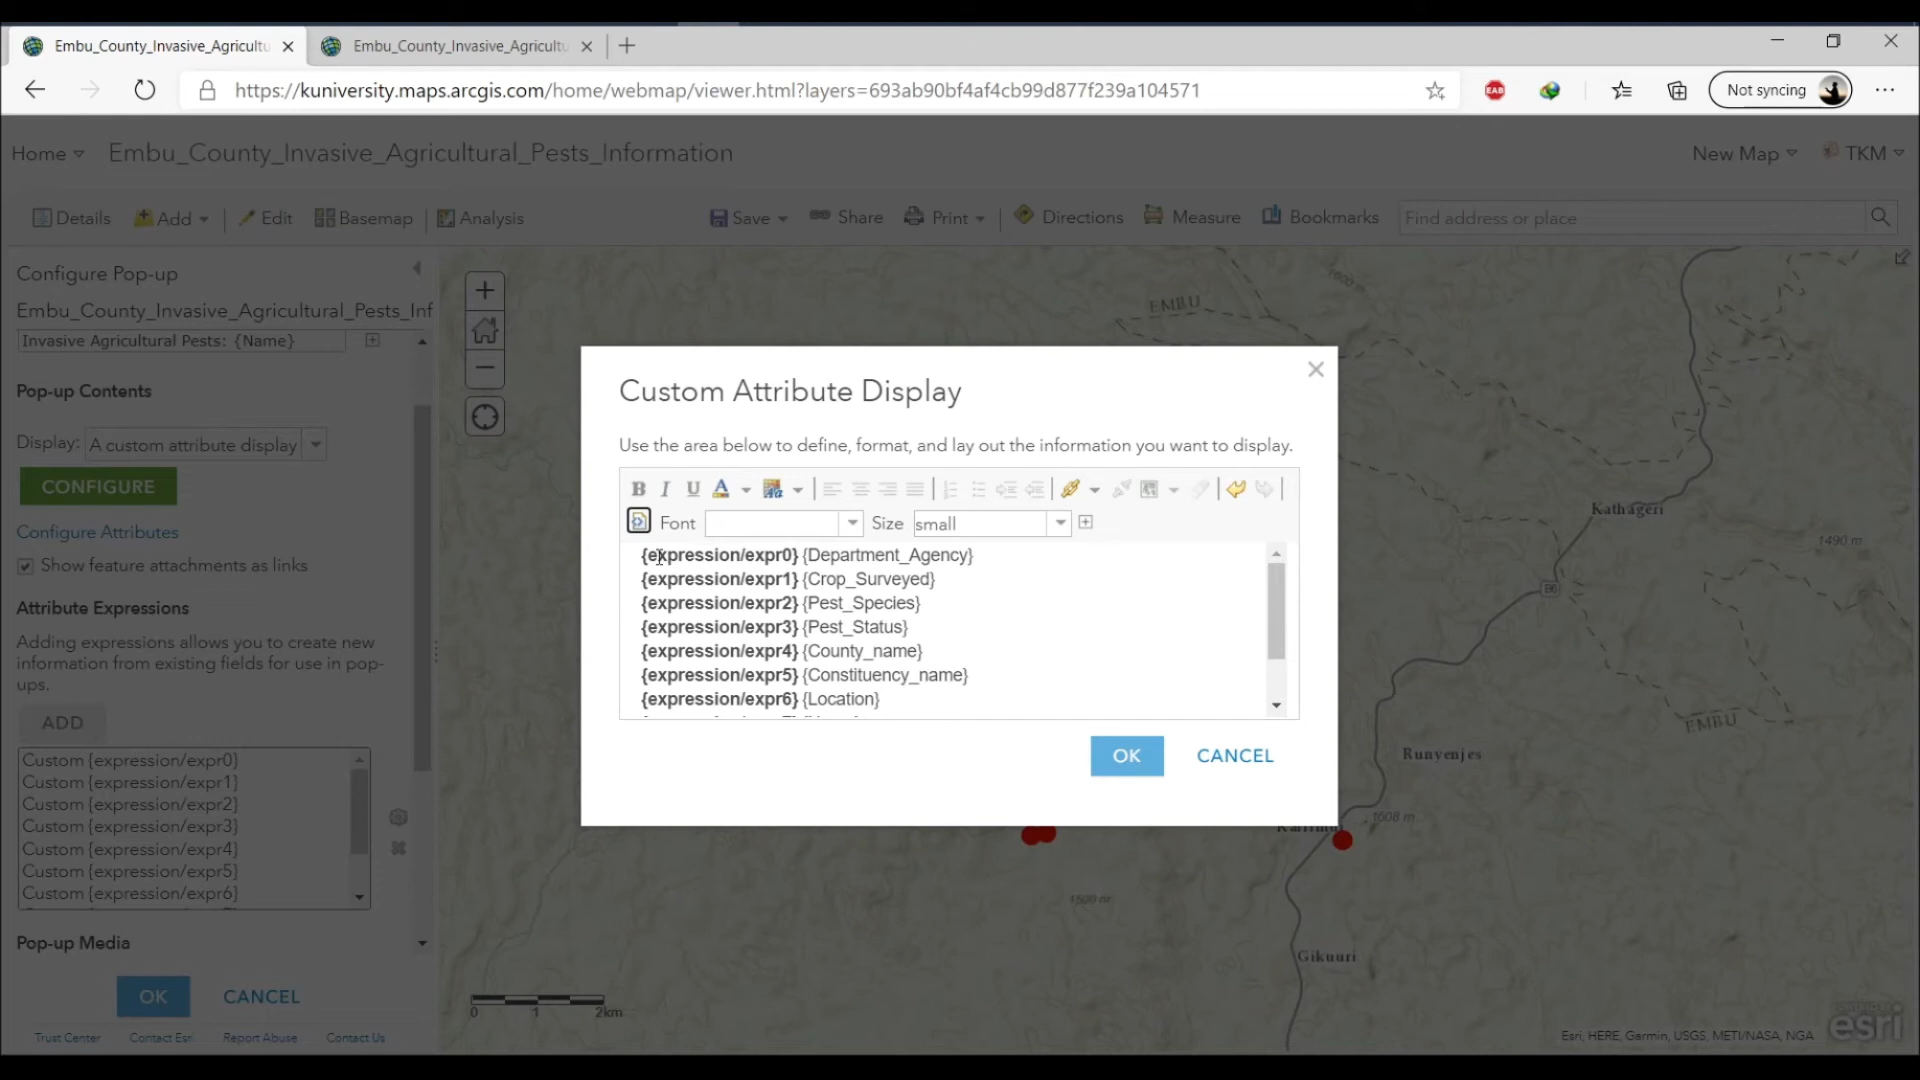 Embu_County_Invasive_Agricultu
Embu_County_Invasive_Agricultu
https://kuniversity.maps.arcgis.com/home/webmap/viewer.html?layers=693ab90bf4af4cb99d877f239a104571
EAB
Not syncing
Home
Embu_County_Invasive_Agricultural_Pests_Information
New Map
TKM
Details
Add
Edit
Basemap
Analysis
Save
Share
Print
Directions
Measure
Bookmarks
Find address or place
Configure Pop-up
Embu_County_Invasive_Agricultural_Pests_Inf
Invasive Agricultural Pests: {Name}
Pop-up Contents
Display: A custom attribute display
CONFIGURE
Configure Attributes
Show feature attachments as links
Attribute Expressions
Adding expressions allows you to create new
information from existing fields for use in pop-
ups.
ADD
Custom {expression/expr0}
Custom {expression/expr1}
Custom {expression/expr2}
Custom {expression/expr3}
Custom {expression/expr4}
Custom {expression/expr5}
Custom {expression/expr6}
Pop-up Media
OK CANCEL
Trust Center Contact Esri Report Abuse Contact Us
Custom Attribute Display
Use the area below to define, format, and lay out the information you want to display.
B I U A
Font Size small
{expression/expr0} {Department_Agency}
{expression/expr1} {Crop_Surveyed}
{expression/expr2} {Pest_Species}
{expression/expr3} {Pest_Status}
{expression/expr4} {County_name}
{expression/expr5} {Constituency_name}
{expression/expr6} {Location}
OK CANCEL
EMBU
1600 m
Kathageri
1490 m
B6
EMBU
Runyenjes
1608 m
1500 m
Gikuuri
0 1 2km
Esri, HERE, Garmin, USGS, METI/NASA, NGA
esri